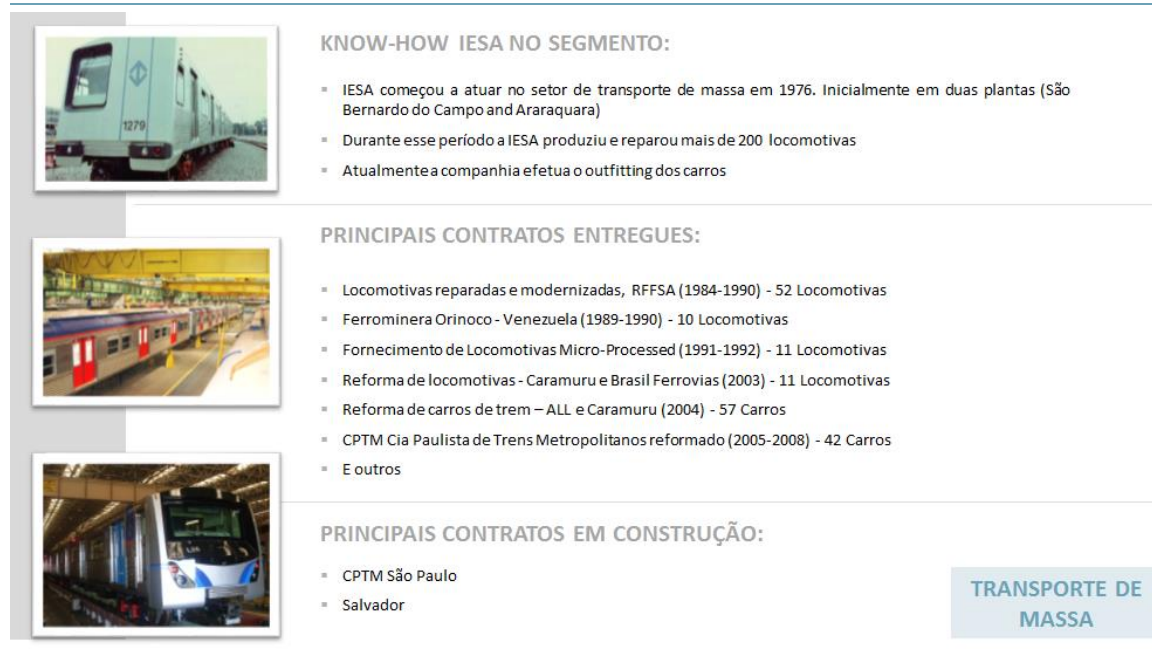 KNOW-HOW IESA NO SEGMENTO:
IESA começou a atuar no setor de transporte de massa em 1976. Inicialmente em duas plantas (São
Bernardo do Campo and Araraquara)
Durante esse período a IESA produziu e reparou mais de 200 locomotivas
Atualmente a companhia efetua o outfitting dos carros
PRINCIPAIS CONTRATOS ENTREGUES:
Locomotivas reparadas e modernizadas, RFFSA (1984-1990) - 52 Locomotivas
Ferrominera Orinoco - Venezuela (1989-1990) - 10 Locomotivas
Fornecimento de Locomotivas Micro-Processed (1991-1992) - 11 Locomotivas
Reforma de locomotivas - Caramuru e Brasil Ferrovias (2003) - 11 Locomotivas
Reforma de carros de trem – ALL e Caramuru (2004) - 57 Carros
CPTM Cia Paulista de Trens Metropolitanos reformado (2005-2008) - 42 Carros
E outros
PRINCIPAIS CONTRATOS EM CONSTRUÇÃO:
CPTM São Paulo
Salvador
TRANSPORTE DE
MASSA
1279